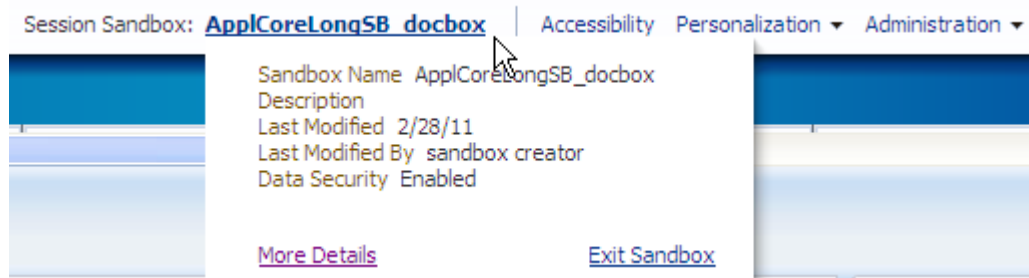 Session Sandbox: ApplCoreLongSB_docbox Accessibility Personalization Administration
Sandbox Name ApplCoreLongSB_docbox
Description
Last Modified 2/28/11
Last Modified By sandbox creator
Data Security Enabled
More Details Exit Sandbox